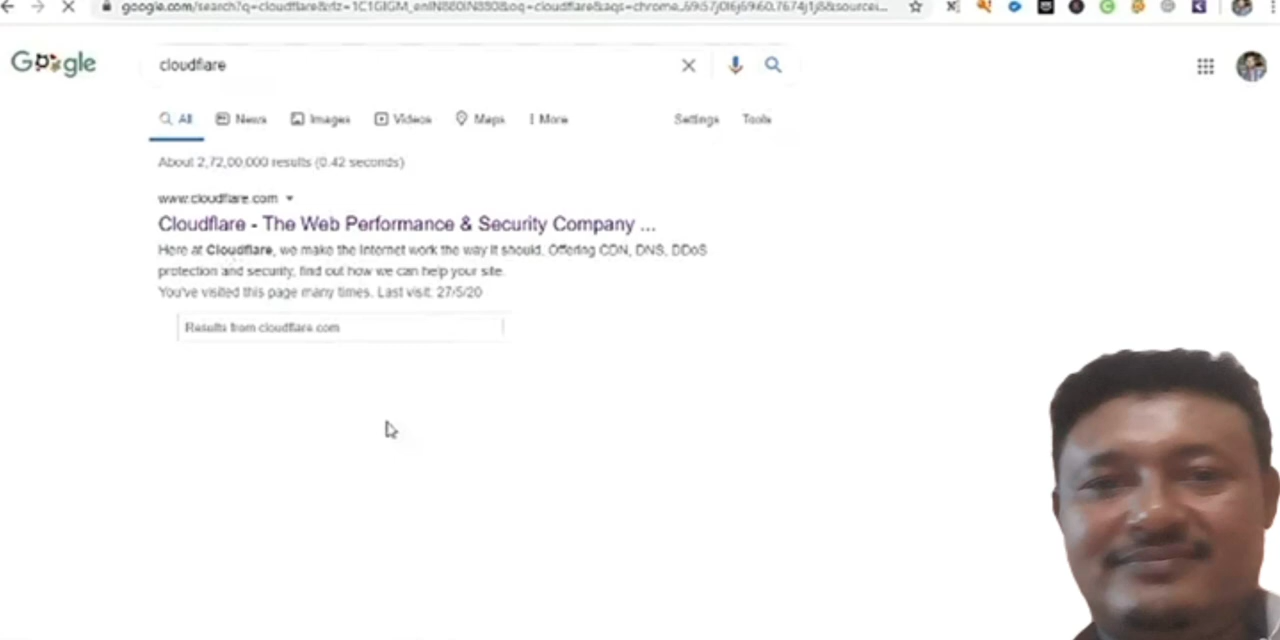 Google
cloudflare
All News Images Videos Maps More Settings Tools
About 2,72,00,000 results (0.42 seconds)
www.cloudflare.com
Cloudflare - The Web Performance & Security Company ...
Here at Cloudflare, we make the Internet work the way it should. Offering CDN, DNS, DDoS
protection and security, find out how we can help your site.
You've visited this page many times. Last visit: 27/5/20
Results from cloudflare.com